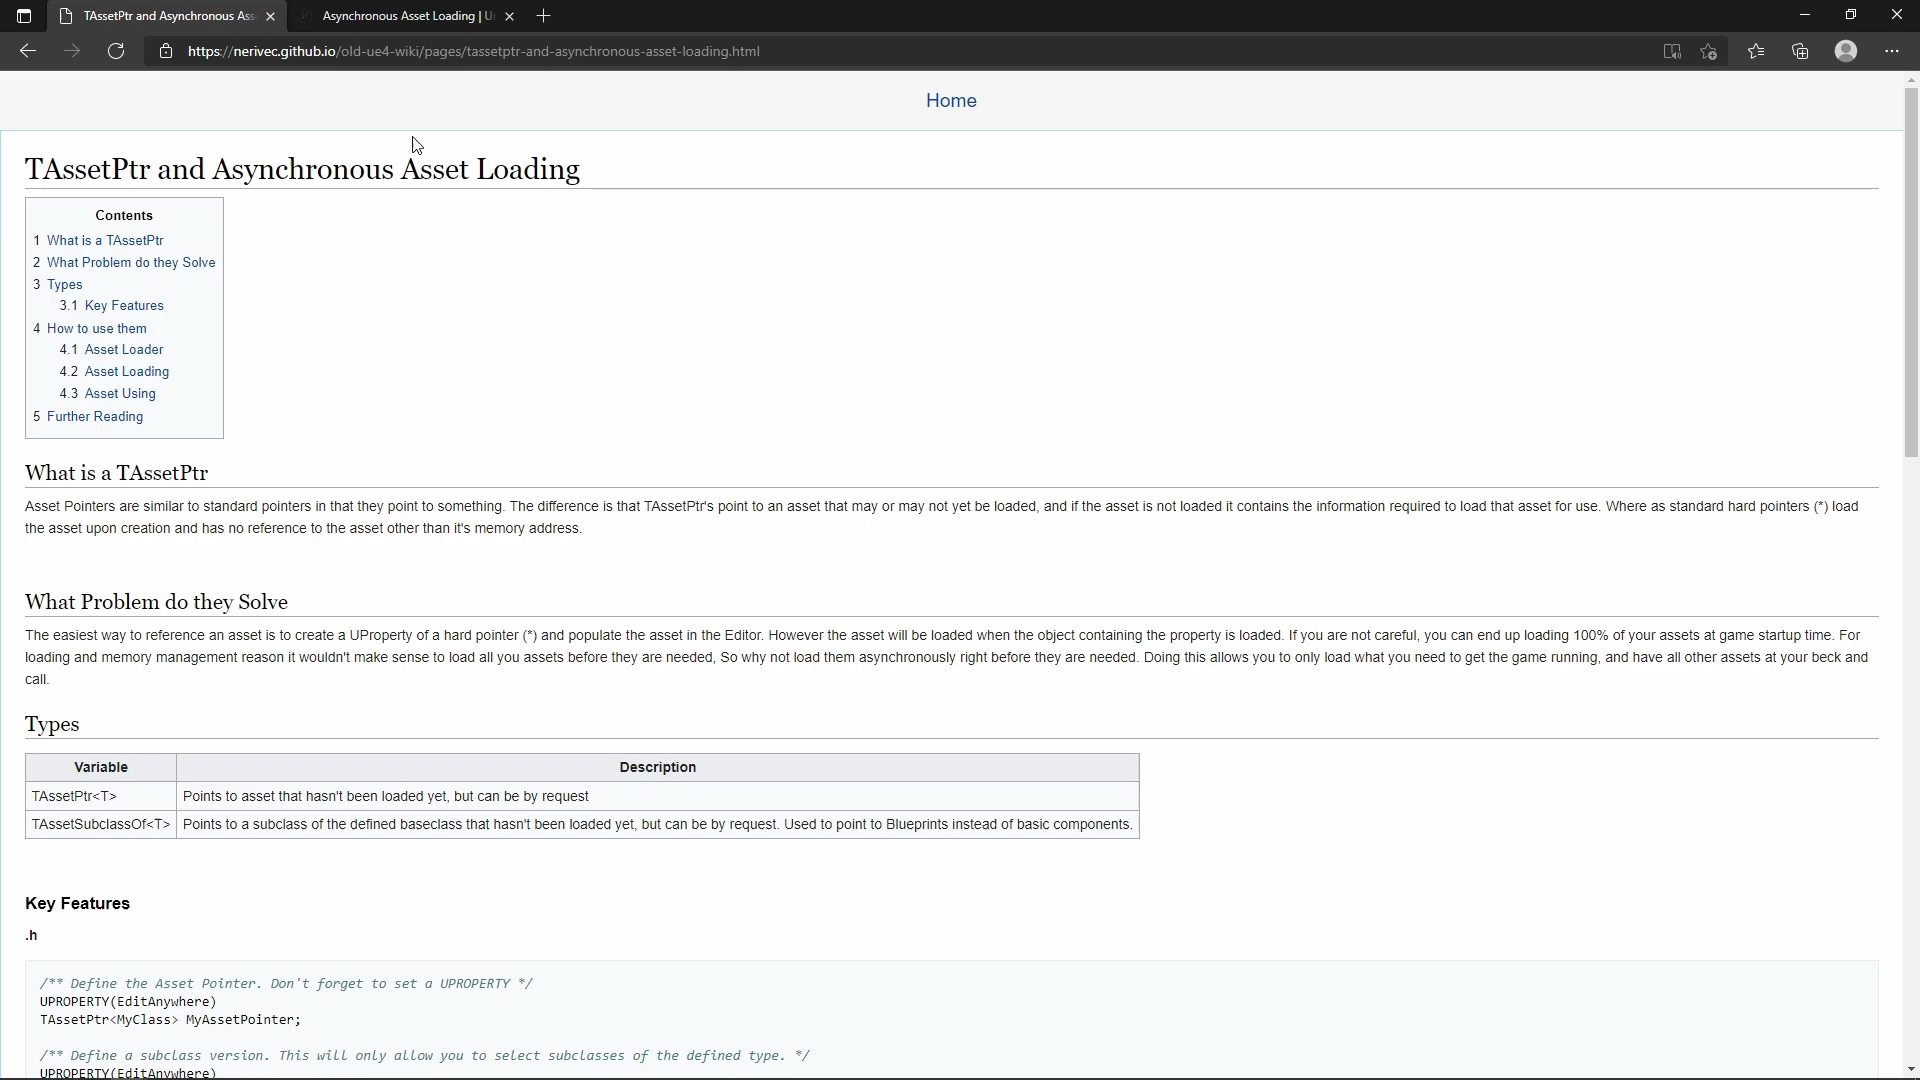 TAssetPtr and Asynchronous Ass
Asynchronous Asset Loading | U
https://nerivec.github.io/old-ue4-wiki/pages/tassetptr-and-asynchronous-asset-loading.html
Home
TAssetPtr and Asynchronous Asset Loading
Contents
1 What is a TAssetPtr
2 What Problem do they Solve
3 Types
3.1 Key Features
4 How to use them
4.1 Asset Loader
4.2 Asset Loading
4.3 Asset Using
5 Further Reading
What is a TAssetPtr
Asset Pointers are similar to standard pointers in that they point to something. The difference is that TAssetPtr's point to an asset that may or may not yet be loaded, and if the asset is not loaded it contains the information required to load that asset for use. Where as standard hard pointers (*) load
the asset upon creation and has no reference to the asset other than it's memory address.
What Problem do they Solve
The easiest way to reference an asset is to create a UProperty of a hard pointer (*) and populate the asset in the Editor. However the asset will be loaded when the object containing the property is loaded. If you are not careful, you can end up loading 100% of your assets at game startup time. For
loading and memory management reason it wouldn't make sense to load all you assets before they are needed, So why not load them asynchronously right before they are needed. Doing this allows you to only load what you need to get the game running, and have all other assets at your beck and
call.
Types
Variable Description
TAssetPtr<T> Points to asset that hasn't been loaded yet, but can be by request
TAssetSubclassOf<T> Points to a subclass of the defined baseclass that hasn't been loaded yet, but can be by request. Used to point to Blueprints instead of basic components.
Key Features
.h
/** Define the Asset Pointer. Don't forget to set a UPROPERTY */
UPROPERTY(EditAnywhere)
TAssetPtr<MyClass> MyAssetPointer;
/** Define a subclass version. This will only allow you to select subclasses of the defined type. */
UPROPERTY(EditAnywhere)